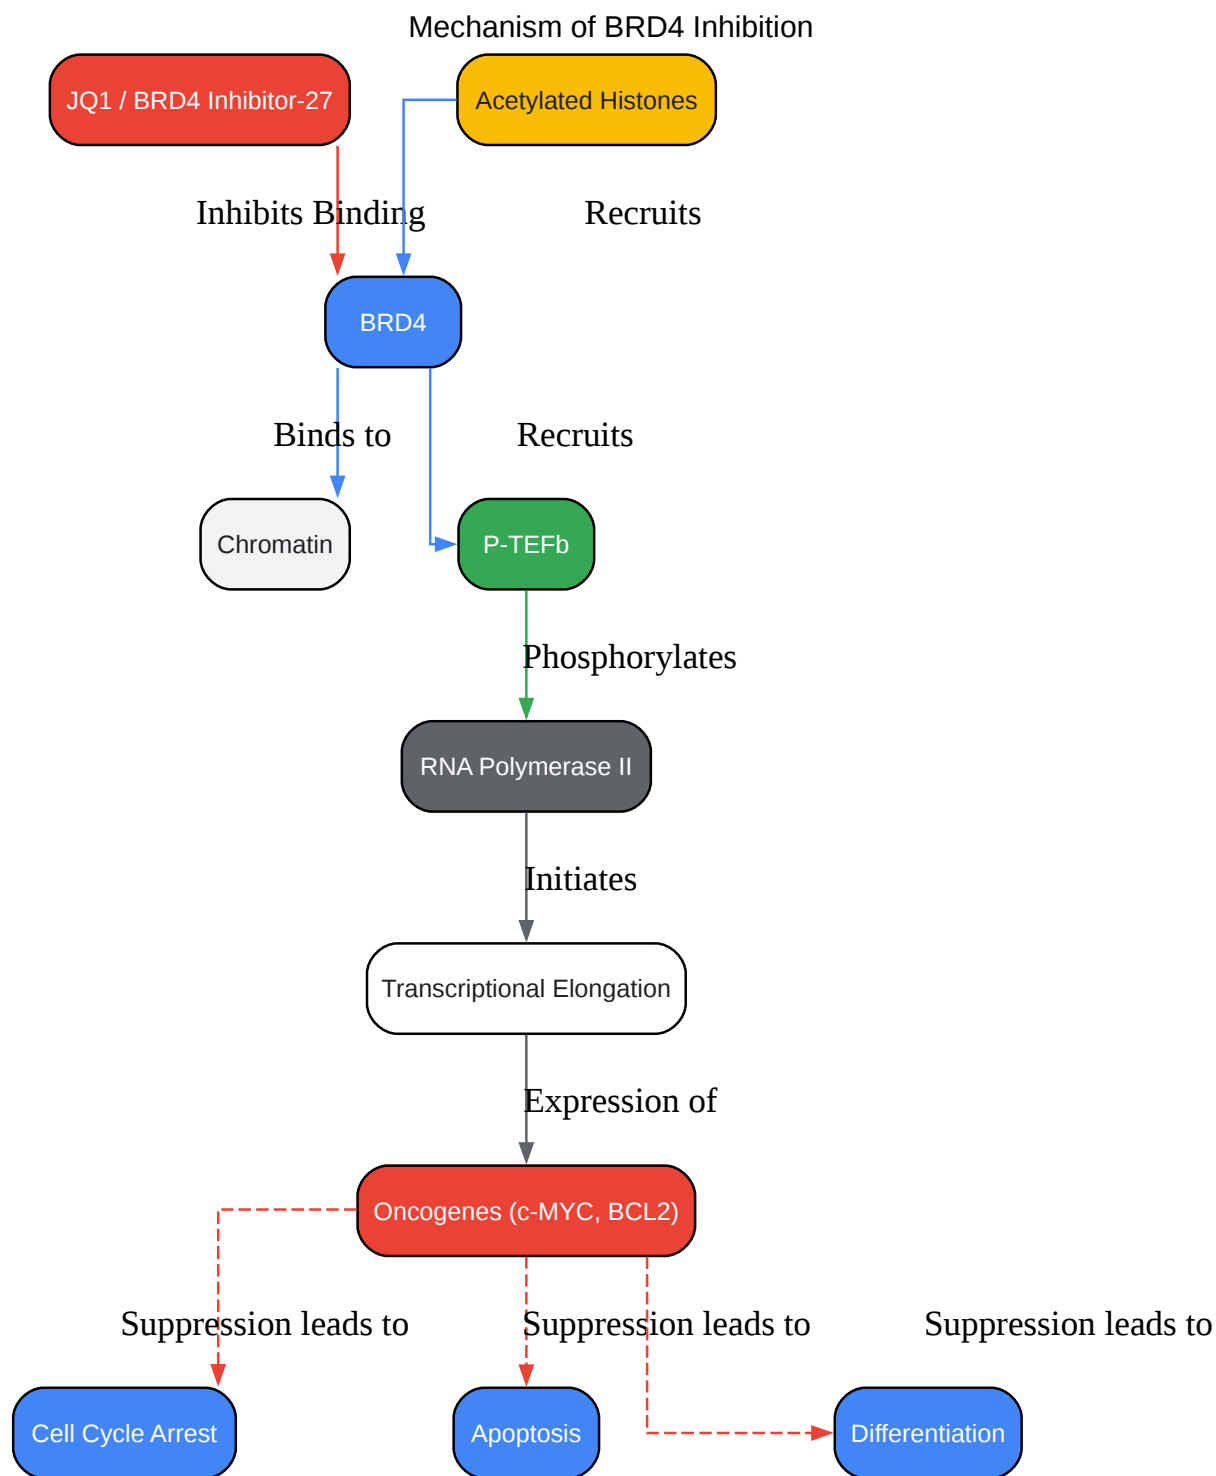 Mechanism of BRD4 Inhibition
JQ1 / BRD4 Inhibitor-27
Acetylated Histones
Inhibits Binding
Recruits
BRD4
Binds to
Recruits
Chromatin
P-TEFb
Phosphorylates
RNA Polymerase II
Initiates
Transcriptional Elongation
Expression of
Oncogenes (c-MYC, BCL2)
Suppression leads to
Suppression leads to
Suppression leads to
Cell Cycle Arrest
Apoptosis
Differentiation